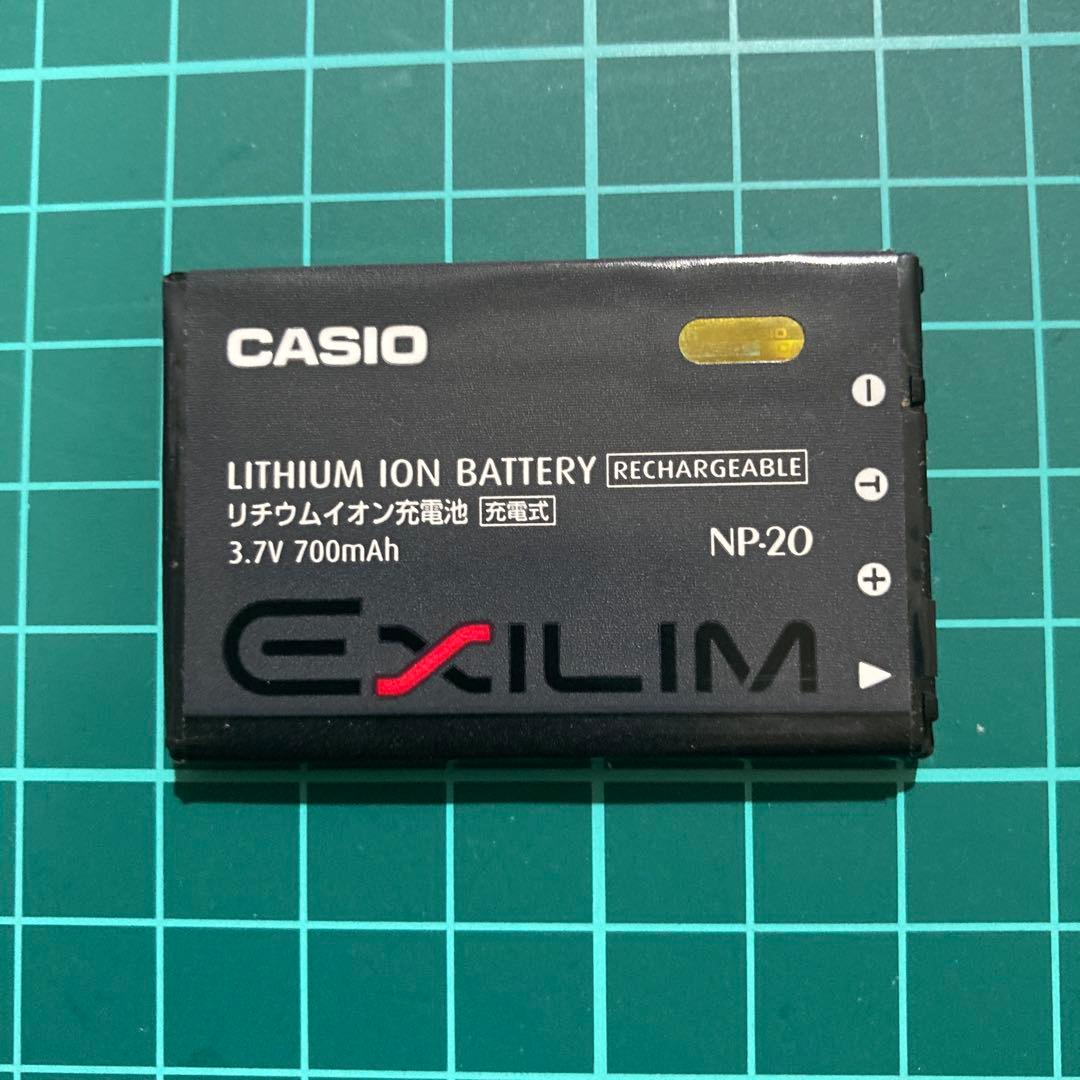 CASIO
LITHIUM ION BATTERY RECHARGEABLE
リチウムイオン充電池 充電式
3.7V 700mAh
NP-20
EXILIM
−
T
+